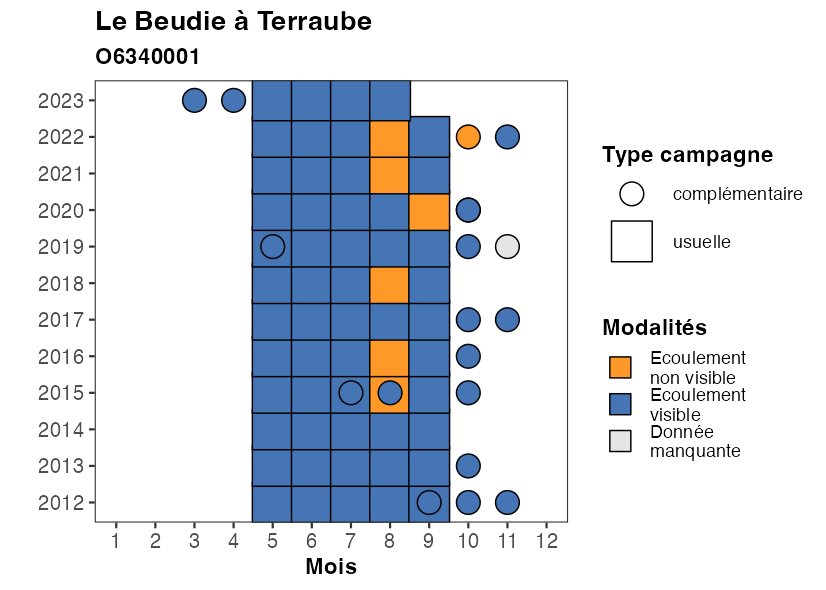 Le Beudie à Terraube
O6340001
2023
2022
2021
2020
2019
2018
2017
2016
2015
2014
2013
2012
1 2 3 4 5 6 7 8 9 10 11 12
Mois
Type campagne
complémentaire
usuelle
Modalités
Ecoulement
non visible
Ecoulement
visible
Donnée
manquante